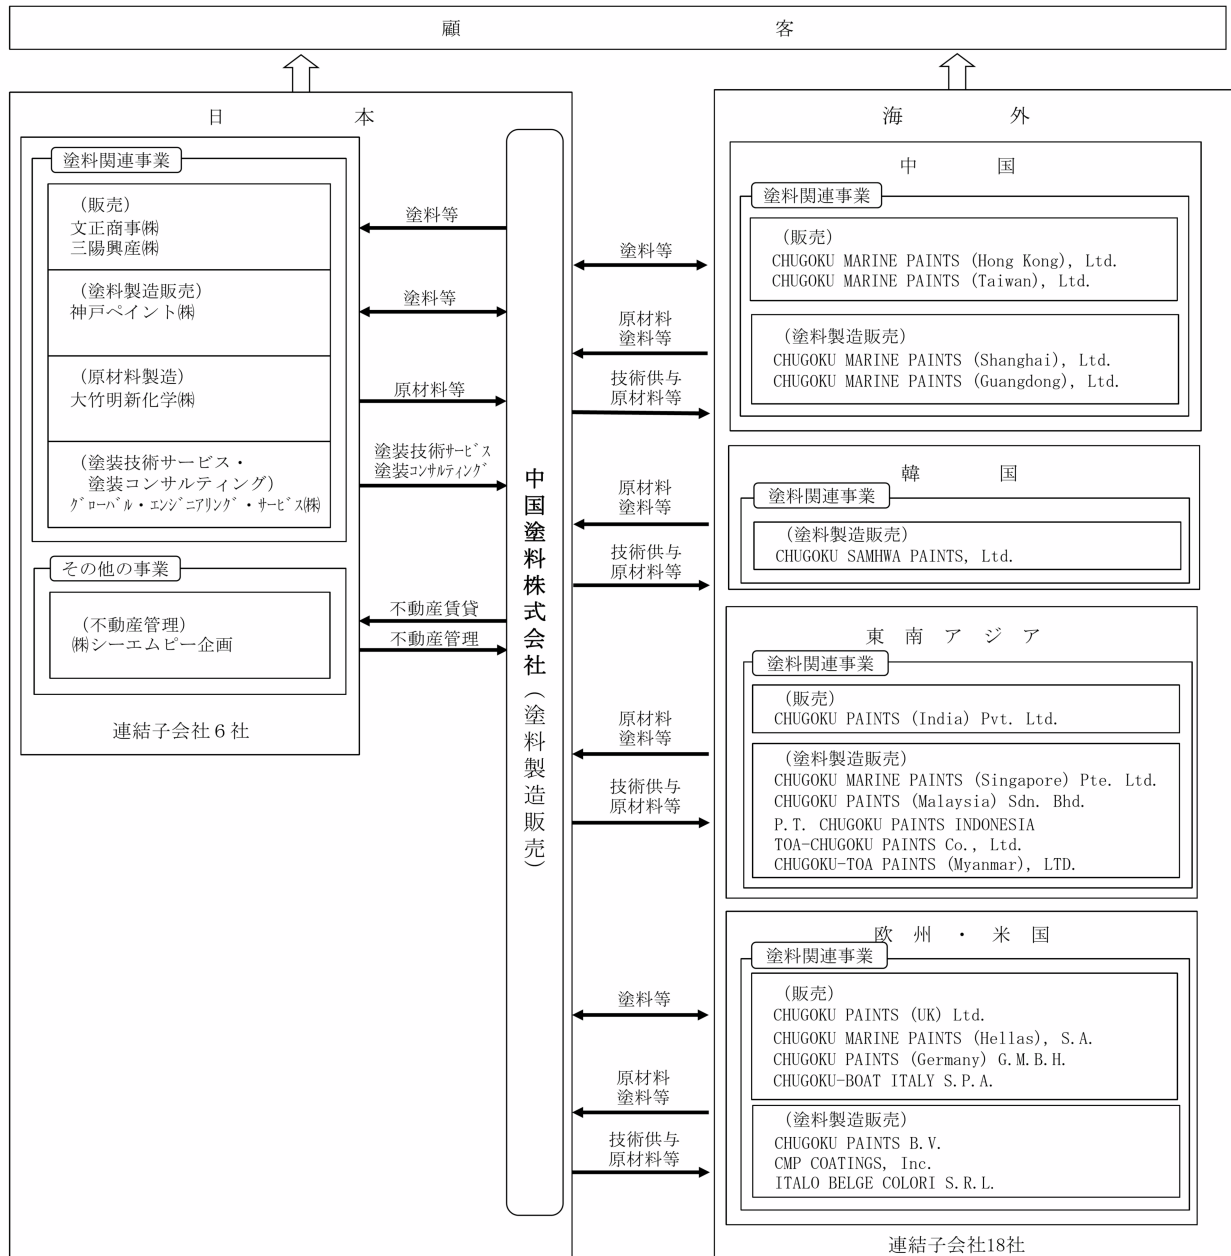 顧客
日本
塗料関連事業
（販売）
文正商事㈱
三陽興産㈱
（塗料製造販売）
神戸ペイント㈱
（原材料製造）
大竹明新化学㈱
（塗装技術サービス・
塗装コンサルティング）
ｸﾞﾛｰﾊﾞﾙ・ｴﾝｼﾞﾆｱﾘﾝｸﾞ・ｻｰﾋﾞｽ㈱
その他の事業
（不動産管理）
㈱シーエムピー企画
連結子会社６社
塗料等
塗料等
原材料等
塗装技術ｻｰﾋﾞｽ
塗装ｺﾝｻﾙﾃｨﾝｸﾞ
不動産賃貸
不動産管理
中国塗料株式会社（塗料製造販売）
塗料等
原材料
塗料等
技術供与
原材料等
原材料
塗料等
技術供与
原材料等
原材料
塗料等
技術供与
原材料等
塗料等
原材料
塗料等
技術供与
原材料等
海外
中国
塗料関連事業
（販売）
CHUGOKU MARINE PAINTS (Hong Kong), Ltd.
CHUGOKU MARINE PAINTS (Taiwan), Ltd.
（塗料製造販売）
CHUGOKU MARINE PAINTS (Shanghai), Ltd.
CHUGOKU MARINE PAINTS (Guangdong), Ltd.
韓国
塗料関連事業
（塗料製造販売）
CHUGOKU SAMHWA PAINTS, Ltd.
東南アジア
塗料関連事業
（販売）
CHUGOKU PAINTS (India) Pvt. Ltd.
（塗料製造販売）
CHUGOKU MARINE PAINTS (Singapore) Pte. Ltd.
CHUGOKU PAINTS (Malaysia) Sdn. Bhd.
P.T. CHUGOKU PAINTS INDONESIA
TOA-CHUGOKU PAINTS Co., Ltd.
CHUGOKU-TOA PAINTS (Myanmar), LTD.
欧州・米国
塗料関連事業
（販売）
CHUGOKU PAINTS (UK) Ltd.
CHUGOKU MARINE PAINTS (Hellas), S.A.
CHUGOKU PAINTS (Germany) G.M.B.H.
CHUGOKU-BOAT ITALY S.P.A.
（塗料製造販売）
CHUGOKU PAINTS B.V.
CMP COATINGS, Inc.
ITALO BELGE COLORI S.R.L.
連結子会社18社